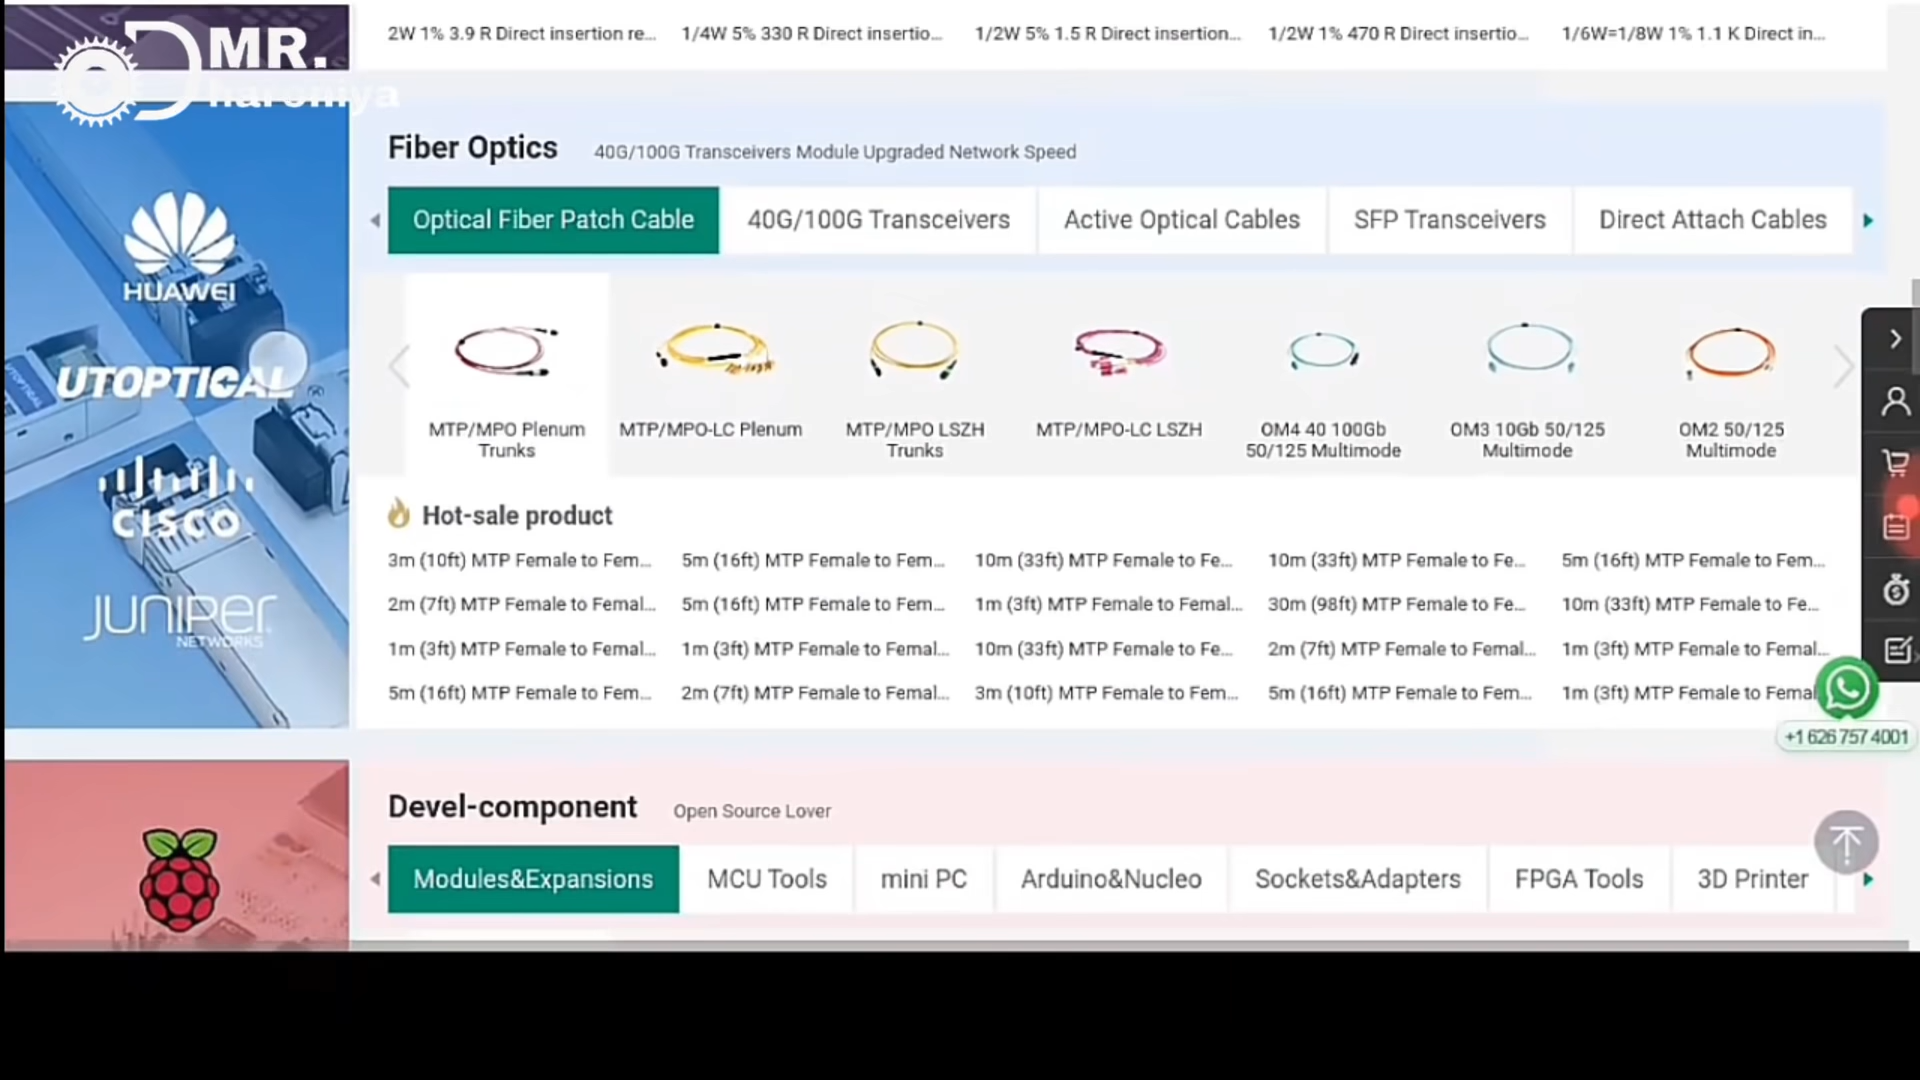 MR.
haroniya
2W 1% 3.9 R Direct insertion re... 1/4W 5% 330 R Direct insertio... 1/2W 5% 1.5 R Direct insertion... 1/2W 1% 470 R Direct insertio... 1/6W=1/8W 1% 1.1 K Direct in...
Fiber Optics 40G/100G Transceivers Module Upgraded Network Speed
Optical Fiber Patch Cable 40G/100G Transceivers Active Optical Cables SFP Transceivers Direct Attach Cables
HUAWEI
UTOPTICAL
CISCO
JUNIPER
NETWORKS
MTP/MPO Plenum Trunks
MTP/MPO-LC Plenum
MTP/MPO LSZH Trunks
MTP/MPO-LC LSZH
OM4 40 100Gb 50/125 Multimode
OM3 10Gb 50/125 Multimode
OM2 50/125 Multimode
Hot-sale product
3m (10ft) MTP Female to Fem... 5m (16ft) MTP Female to Fem... 10m (33ft) MTP Female to Fe... 10m (33ft) MTP Female to Fe... 5m (16ft) MTP Female to Fem...
2m (7ft) MTP Female to Femal... 5m (16ft) MTP Female to Fem... 1m (3ft) MTP Female to Femal... 30m (98ft) MTP Female to Fe... 10m (33ft) MTP Female to Fe...
1m (3ft) MTP Female to Femal... 1m (3ft) MTP Female to Femal... 10m (33ft) MTP Female to Fe... 2m (7ft) MTP Female to Femal... 1m (3ft) MTP Female to Femal...
5m (16ft) MTP Female to Fem... 2m (7ft) MTP Female to Femal... 3m (10ft) MTP Female to Fem... 5m (16ft) MTP Female to Fem... 1m (3ft) MTP Female to Femal
+1 626 757 4001
Devel-component Open Source Lover
Modules&Expansions MCU Tools mini PC Arduino&Nucleo Sockets&Adapters FPGA Tools 3D Printer